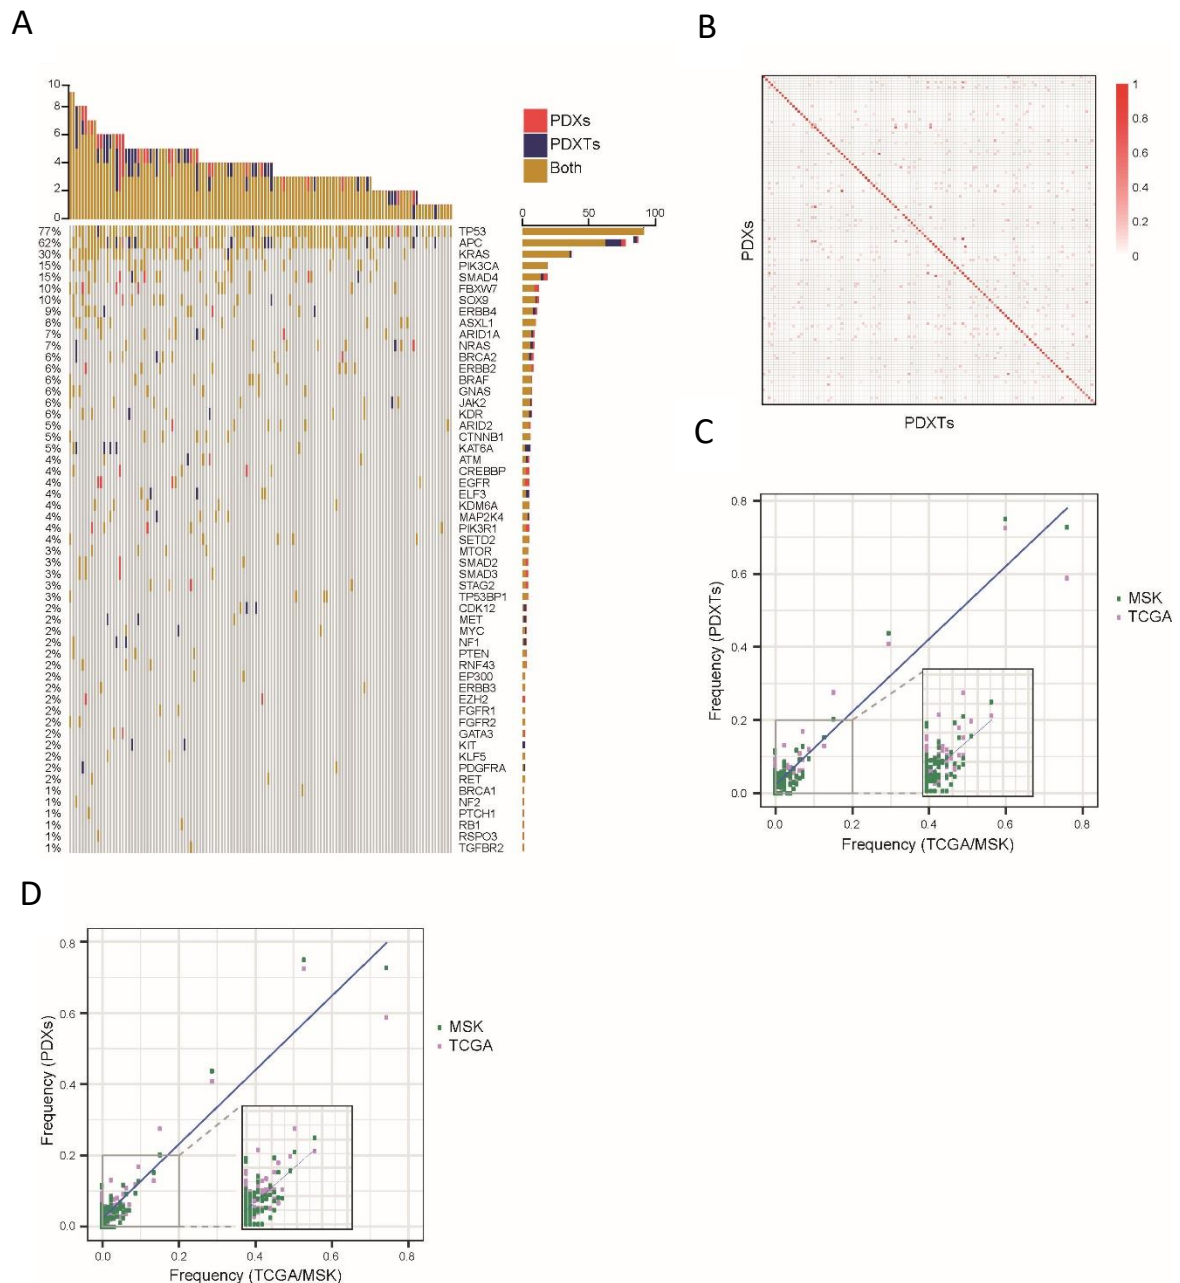 A
10
8
6
4
2
0
PDXs
PDXTs
Both
0 50 100
77% TP53
62% APC
30% KRAS
15% PIK3CA
15% SMAD4
10% FBXW7
10% SOX9
9% ERBB4
8% ASXL1
7% ARID1A
7% NRAS
6% BRCA2
6% ERBB2
6% BRAF
6% GNAS
6% JAK2
6% KDR
5% ARID2
5% CTNNB1
5% KAT6A
4% ATM
4% CREBBP
4% EGFR
4% ELF3
4% KDM6A
4% MAP2K4
4% PIK3R1
4% SETD2
3% MTOR
3% SMAD2
3% SMAD3
3% STAG2
3% TP53BP1
2% CDK12
2% MET
2% MYC
2% NF1
2% PTEN
2% RNF43
2% EP300
2% ERBB3
2% EZH2
2% FGFR1
2% FGFR2
2% GATA3
2% KIT
2% KLF5
2% PDGFRA
2% RET
1% BRCA1
1% NF2
1% PTCH1
1% RB1
1% RSPO3
1% TGFBR2
B
PDXs
PDXTs
1
0.8
0.6
0.4
0.2
0
C
Frequency (PDXTs)
0.8
0.6
0.4
0.2
0.0
0.0 0.2 0.4 0.6 0.8
Frequency (TCGA/MSK)
MSK
TCGA
D
Frequency (PDXs)
0.8
0.6
0.4
0.2
0.0
0.0 0.2 0.4 0.6 0.8
Frequency (TCGA/MSK)
MSK
TCGA